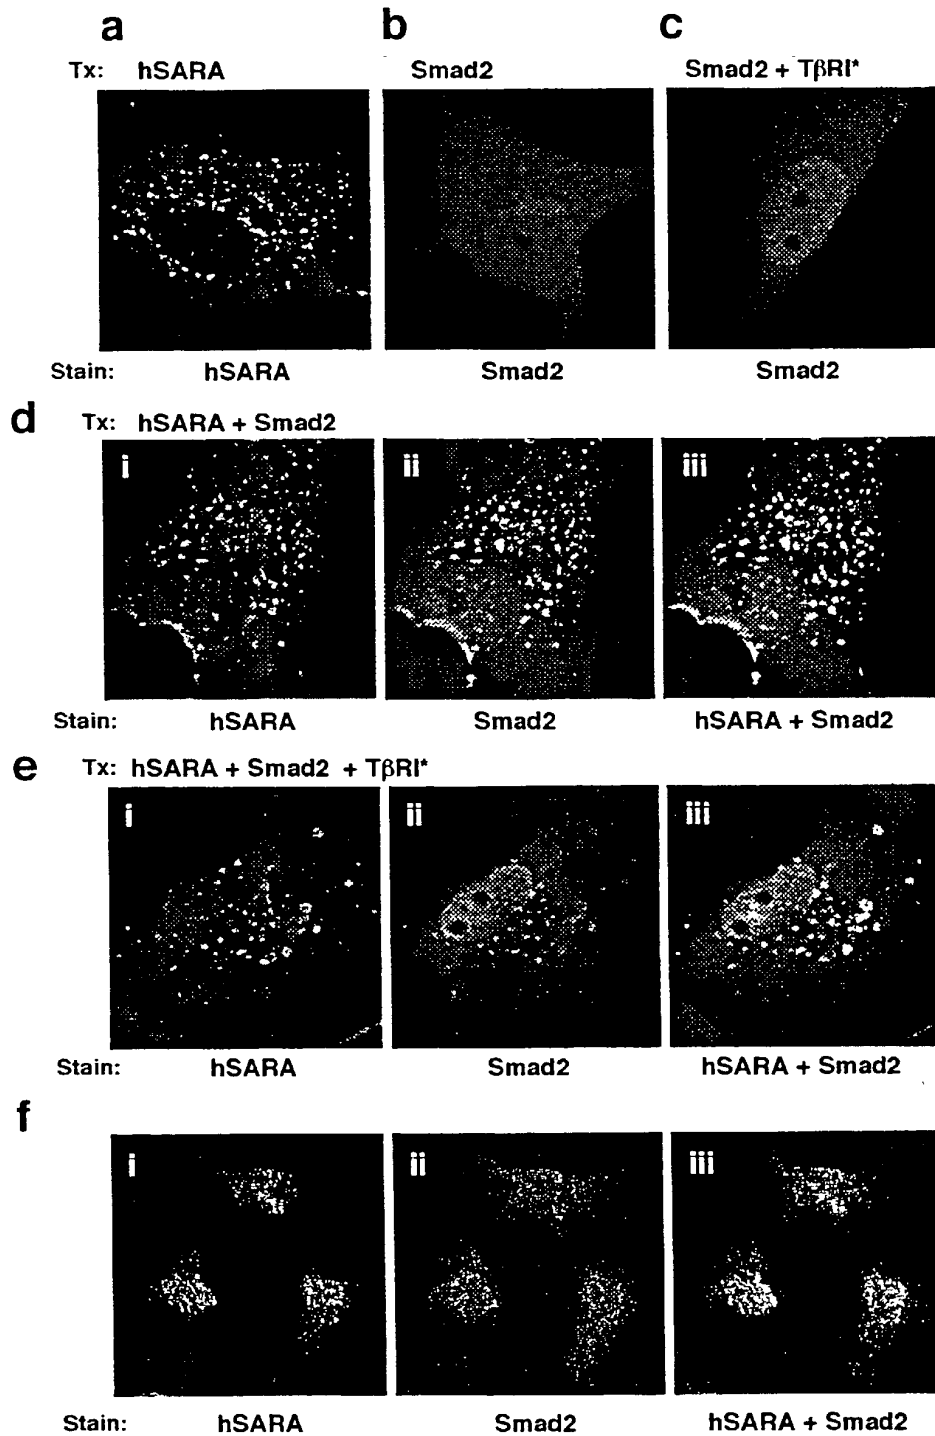 a b c
Tx: hSARA Smad2 Smad2 + TβRI*
Stain: hSARA Smad2 Smad2
d Tx: hSARA + Smad2
i ii iii
Stain: hSARA Smad2 hSARA + Smad2
e Tx: hSARA + Smad2 + TβRI*
i ii iii
Stain: hSARA Smad2 hSARA + Smad2
f
i ii iii
Stain: hSARA Smad2 hSARA + Smad2